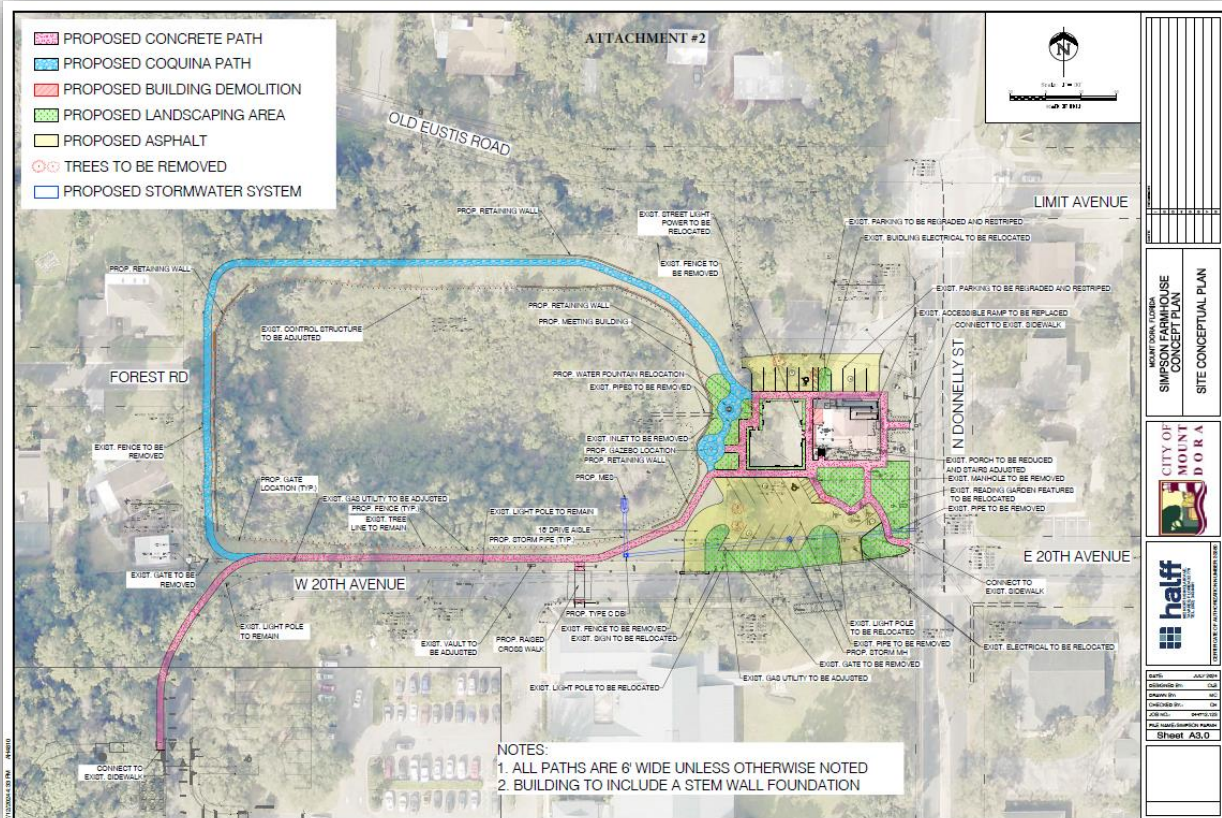 PROPOSED CONCRETE PATH
PROPOSED COQUINA PATH
PROPOSED BUILDING DEMOLITION
PROPOSED LANDSCAPING AREA
PROPOSED ASPHALT
TREES TO BE REMOVED
PROPOSED STORMWATER SYSTEM
ATTACHMENT #2
N
OLD EUSTIS ROAD
LIMIT AVENUE
PROP. RETAINING WALL
EXIST. STREET LIGHT
POWER TO BE
RELOCATED
EXIST. PARKING TO BE REGRADED AND RESTRIPED
EXIST. BUIDLING ELECTRICAL TO BE RELOCATED
PROP. RETAINING WALL
EXIST. FENCE TO
BE REMOVED
EXIST. PARKING TO BE REGRADED AND RESTRIPED
PROP. RETAINING WALL
EXIST. ACCESSIBLE RAMP TO BE REPLACED
PROP. MEETING BUILDING
CONNECT TO EXIST. SIDEWALK
EXIST. CONTROL STRUCTURE
TO BE ADJUSTED
N DONNELLY ST
FOREST RD
PROP. WATER FOUNTAIN RELOCATION
EXIST. PIPES TO BE REMOVED
EXIST. INLET TO BE REMOVED
PROP. GAZEBO LOCATION
PROP. RETAINING WALL
EXIST. FENCE TO BE
REMOVED
PROP. MES
EXIST. PORCH TO BE REDUCED
AND STAIRS ADJUSTED
EXIST. MANHOLE TO BE REMOVED
EXIST. READING GARDEN FEATURES
TO BE RELOCATED
EXIST. PIPE TO BE REMOVED
PROP. GATE
LOCATION (TYP.)
EXIST. GAS UTILITY TO BE ADJUSTED
PROP. FENCE (TYP.)
EXIST. TREE
LINE TO REMAIN
EXIST. LIGHT POLE TO REMAIN
16' DRIVE AISLE
PROP. STORM PIPE (TYP.)
EXIST. GATE TO BE
REMOVED
W 20TH AVENUE
E 20TH AVENUE
CONNECT TO
EXIST. SIDEWALK
EXIST. LIGHT POLE
TO REMAIN
EXIST. VAULT TO
BE ADJUSTED
PROP. RAISED
CROSS WALK
PROP. TYPE C DBI
EXIST. FENCE TO BE REMOVED
EXIST. SIGN TO BE RELOCATED
EXIST. LIGHT POLE
TO BE RELOCATED
EXIST. PIPE TO BE REMOVED
PROP. STORM MH
EXIST. GATE TO BE REMOVED
EXIST. ELECTRICAL TO BE RELOCATED
EXIST. GAS UTILITY TO BE ADJUSTED
EXIST. LIGHT POLE TO BE RELOCATED
CONNECT TO
EXIST. SIDEWALK
NOTES:
1. ALL PATHS ARE 6' WIDE UNLESS OTHERWISE NOTED
2. BUILDING TO INCLUDE A STEM WALL FOUNDATION
MOUNT DORA, FLORIDA
SIMPSON FARMHOUSE
CONCEPT PLAN
SITE CONCEPTUAL PLAN
CITY OF
MOUNT
DORA
halff
DATE: JULY 2024
DESIGNED BY:
DRAWN BY:
CHECKED BY:
JOB NO.:
Sheet A3.0